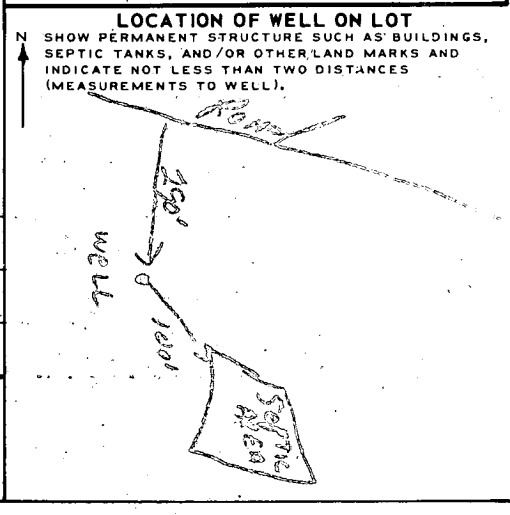 LOCATION OF WELL ON LOT
N SHOW PERMANENT STRUCTURE SUCH AS BUILDINGS,
SEPTIC TANKS, AND/OR OTHER LAND MARKS AND
INDICATE NOT LESS THAN TWO DISTANCES
(MEASUREMENTS TO WELL).
ROAD
250'
WELL
100'
SEPTIC
AREA